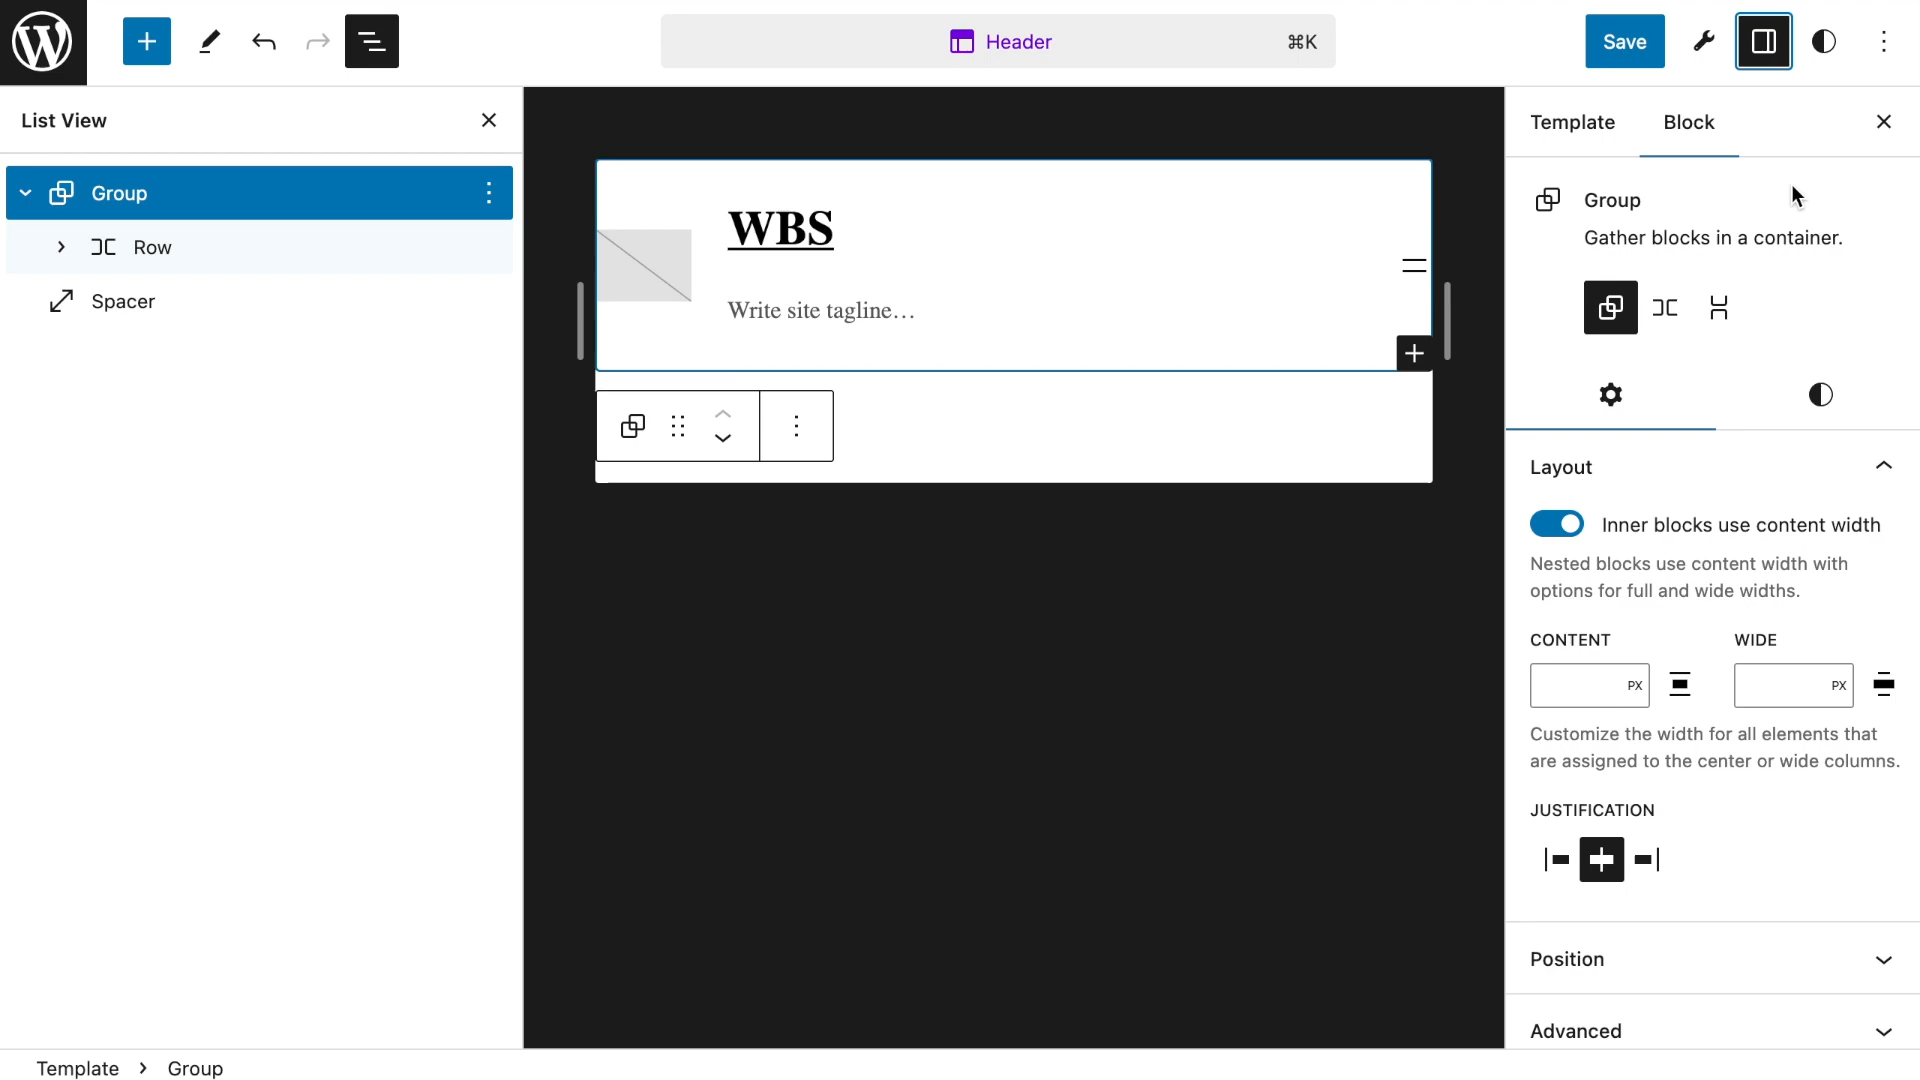 Header
⌘K
Save
List View
Group
Row
Spacer
WBS
Write site tagline...
Template
Block
Group
Gather blocks in a container.
Layout
Inner blocks use content width
Nested blocks use content width with
options for full and wide widths.
CONTENT
WIDE
PX
PX
Customize the width for all elements that
are assigned to the center or wide columns.
JUSTIFICATION
Position
Advanced
Template > Group